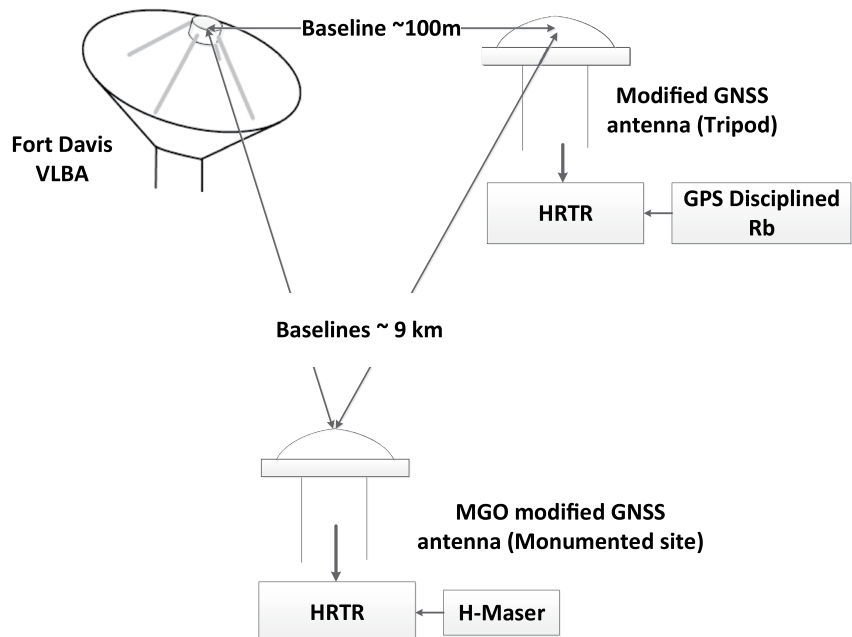 Baseline ~100m
Fort Davis
VLBA
Modified GNSS
antenna (Tripod)
HRTR
GPS Disciplined
Rb
Baselines ~ 9 km
MGO modified GNSS
antenna (Monumented site)
HRTR
H-Maser